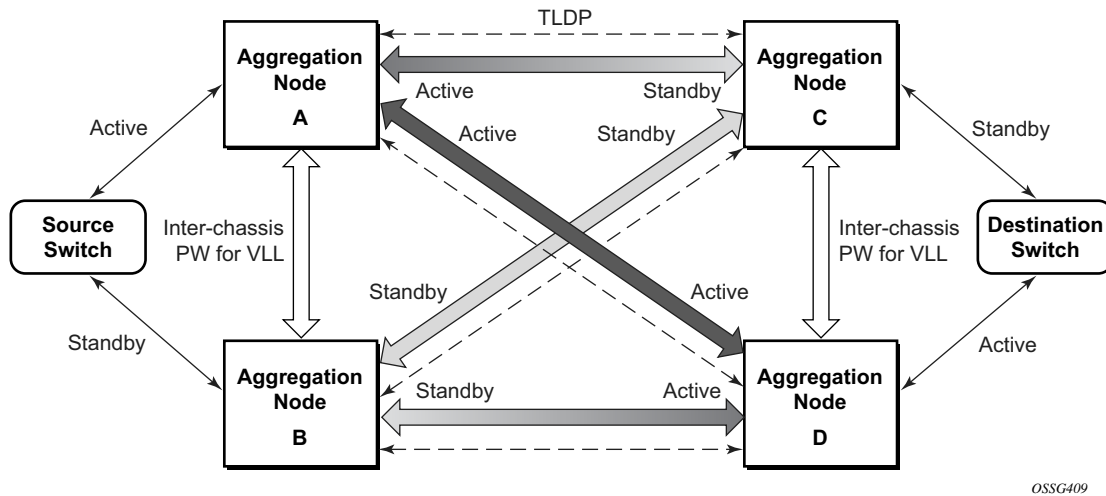 TLDP
Aggregation
Node
A
Aggregation
Node
C
Active
Standby
Active
Standby
Active
Standby
Source
Switch
Inter-chassis
PW for VLL
Inter-chassis
PW for VLL
Destination
Switch
Standby
Active
Standby
Active
Aggregation
Node
B
Standby
Active
Aggregation
Node
D
OSSG409